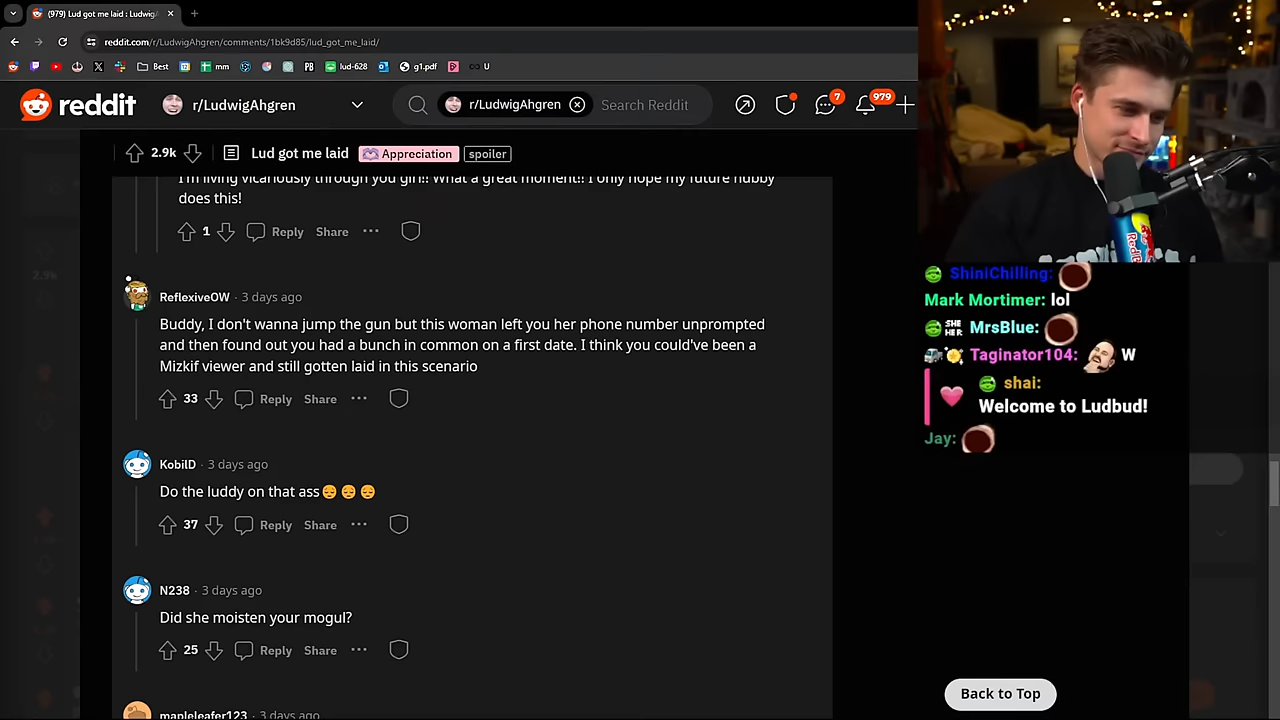 (979) Lud got me laid : Ludwig
reddit.com/r/LudwigAhgren/comments/1bk9d85/lud_got_me_laid/
Best
mm
PB
lud-628
g1.pdf
U
reddit
r/LudwigAhgren
r/LudwigAhgren
Search Reddit
7
979
2.9k
Lud got me laid
Appreciation
spoiler
I'm living vicariously through you girl!! What a great moment!! I only hope my future hubby
does this!
1
Reply
Share
ReflexiveOW · 3 days ago
Buddy, I don't wanna jump the gun but this woman left you her phone number unprompted
and then found out you had a bunch in common on a first date. I think you could've been a
Mizkif viewer and still gotten laid in this scenario
33
Reply
Share
KobilD · 3 days ago
Do the luddy on that ass😔😔😔
37
Reply
Share
N238 · 3 days ago
Did she moisten your mogul?
25
Reply
Share
mapleleafer123 · 3 days ago
ShiniChilling:
Mark Mortimer: lol
SHE HER MrsBlue:
Taginator104: W
shai:
Welcome to Ludbud!
Jay:
Back to Top
2.9k